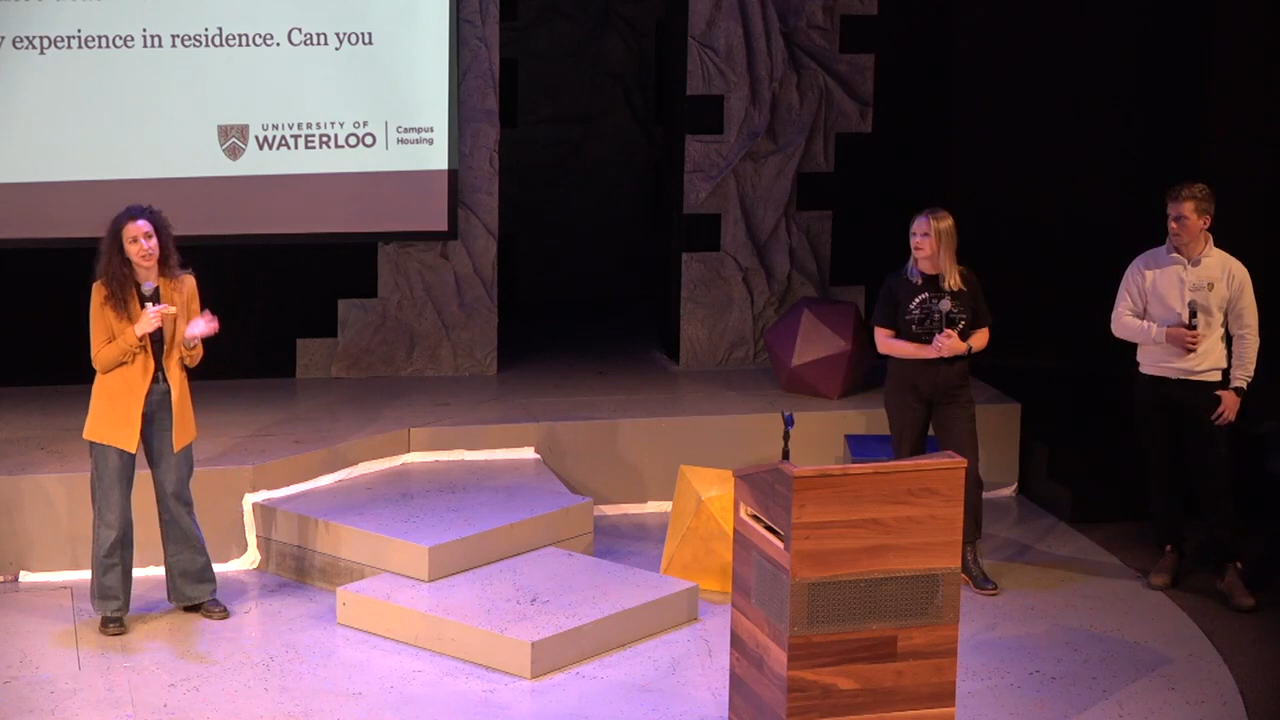 experience in residence. Can you
UNIVERSITY OF
WATERLOO
Campus
Housing